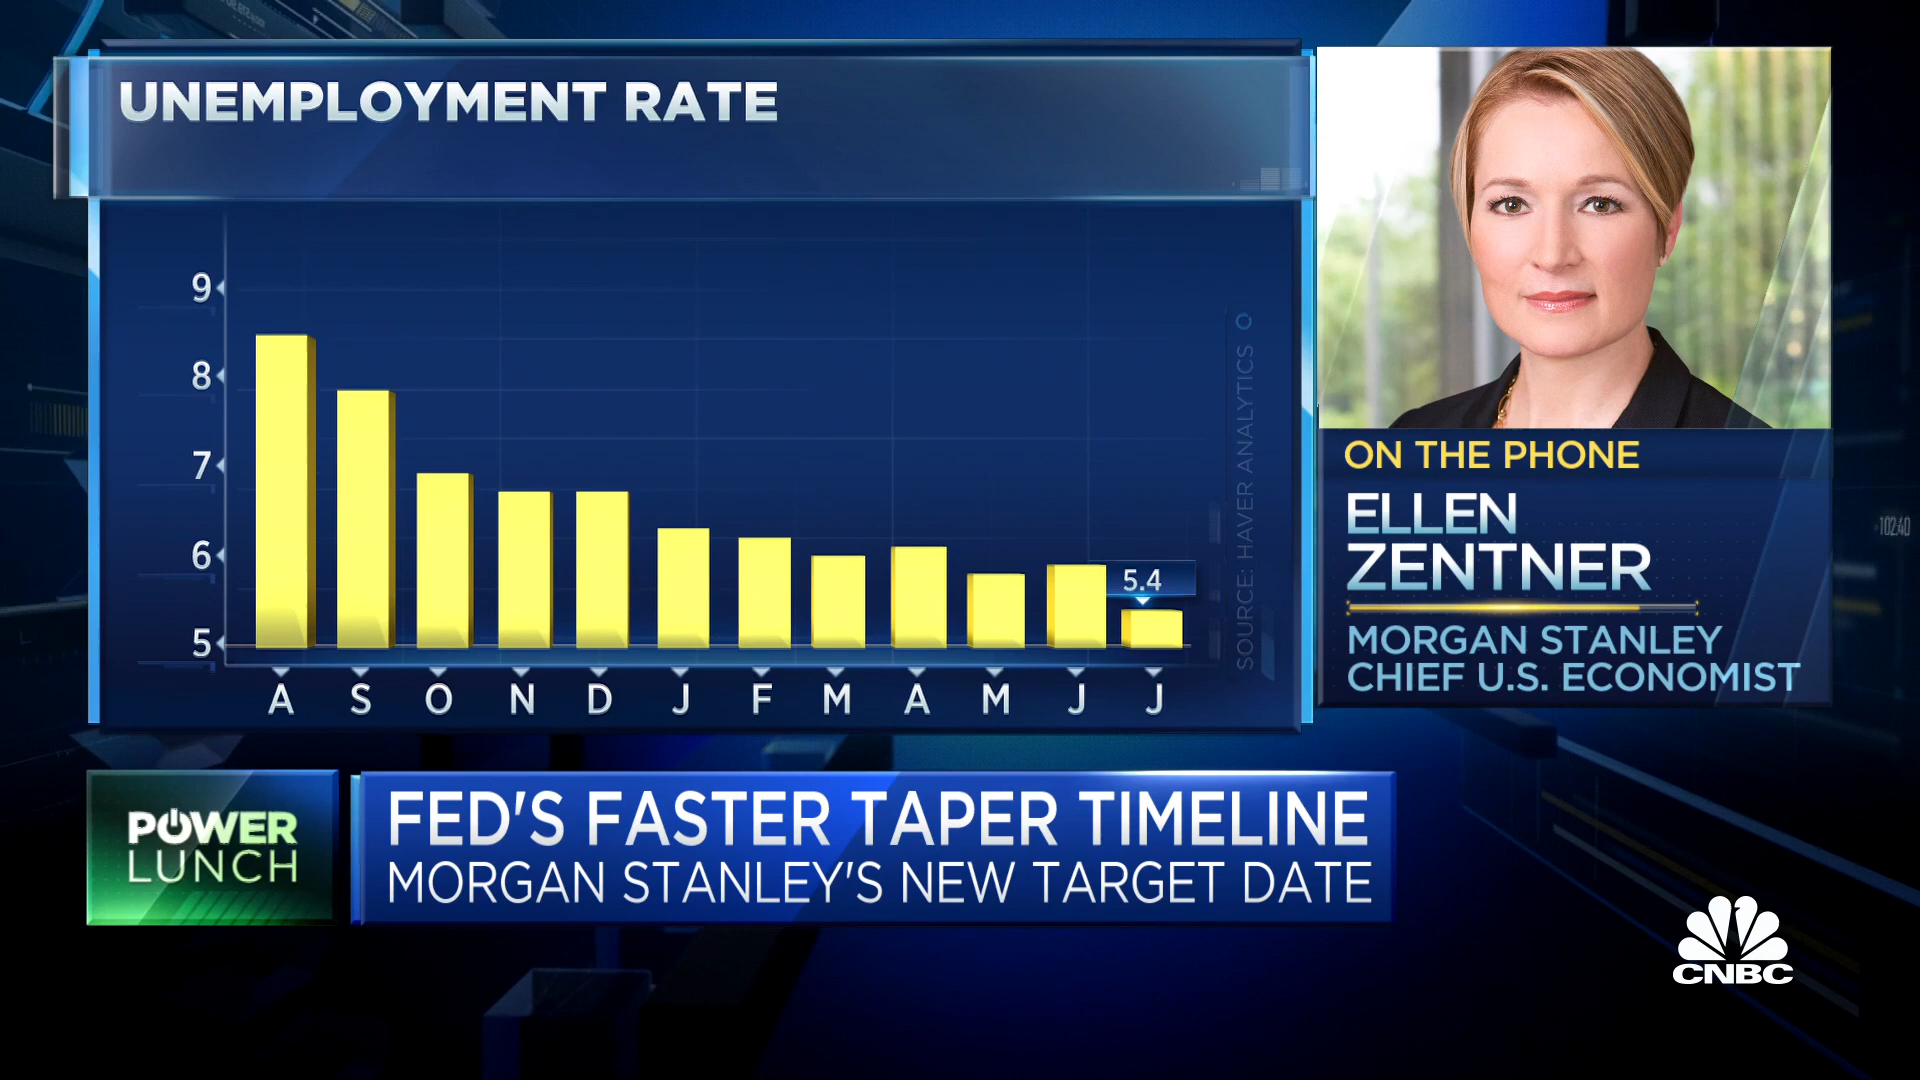 UNEMPLOYMENT RATE
9
8
7
6
5
5.4
A S O N D J F M A M J J
SOURCE: HAVER ANALYTICS
ON THE PHONE
ELLEN
ZENTNER
MORGAN STANLEY
CHIEF U.S. ECONOMIST
POWER
LUNCH
FED'S FASTER TAPER TIMELINE
MORGAN STANLEY'S NEW TARGET DATE
CNBC